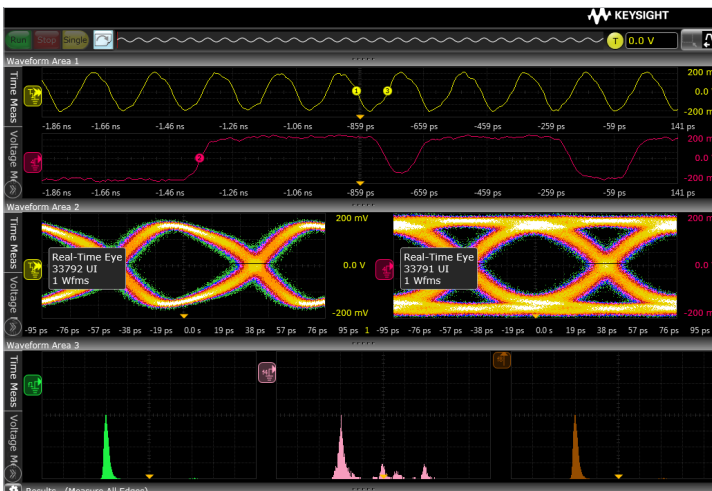 KEYSIGHT
Run Stop Single T 0.0 V
Waveform Area 1
Time Meas
Voltage M
200 m
0.0
-200 m
1 3
-1.86 ns -1.66 ns -1.46 ns -1.26 ns -1.06 ns -859 ps -659 ps -459 ps -259 ps -59 ps 141 ps
200 m
0.0
-200 m
2
-1.86 ns -1.66 ns -1.46 ns -1.26 ns -1.06 ns -859 ps -659 ps -459 ps -259 ps -59 ps 141 ps
Waveform Area 2
Time Meas
Voltage M
200 mV
0.0 V
-200 mV
Real-Time Eye
33792 UI
1 Wfms
Real-Time Eye
33791 UI
1 Wfms
200 m
0.0
-200 m
-95 ps -76 ps -57 ps -38 ps -19 ps 0.0 s 19 ps 38 ps 57 ps 76 ps 95 ps 1 -95 ps -76 ps -57 ps -38 ps -19 ps 0.0 s 19 ps 38 ps 57 ps 76 ps 95 ps
Waveform Area 3
Time Meas
Voltage M
Results (Measure All Edges)